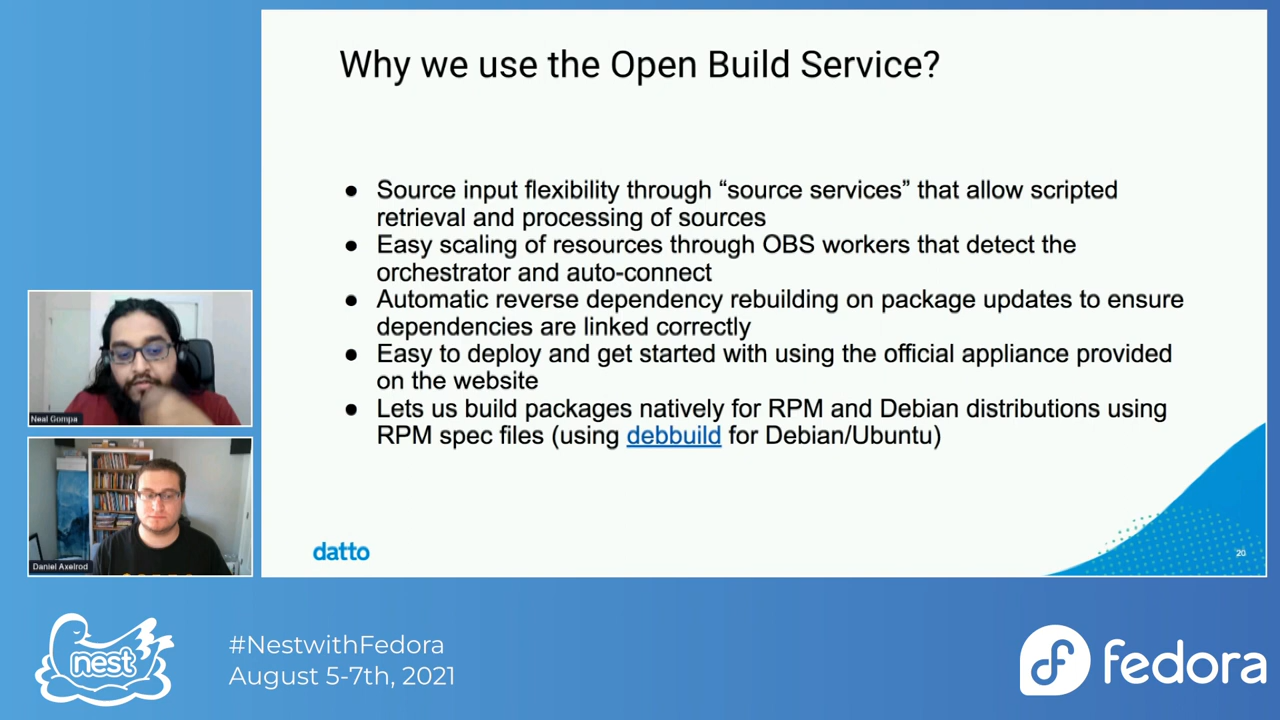 Why we use the Open Build Service?
● Source input flexibility through “source services” that allow scripted
retrieval and processing of sources
● Easy scaling of resources through OBS workers that detect the
orchestrator and auto-connect
● Automatic reverse dependency rebuilding on package updates to ensure
dependencies are linked correctly
● Easy to deploy and get started with using the official appliance provided
on the website
● Lets us build packages natively for RPM and Debian distributions using
RPM spec files (using debbuild for Debian/Ubuntu)
datto
20
Neal Gompa
Daniel Axelrod
nest
#NestwithFedora
August 5-7th, 2021
fedora